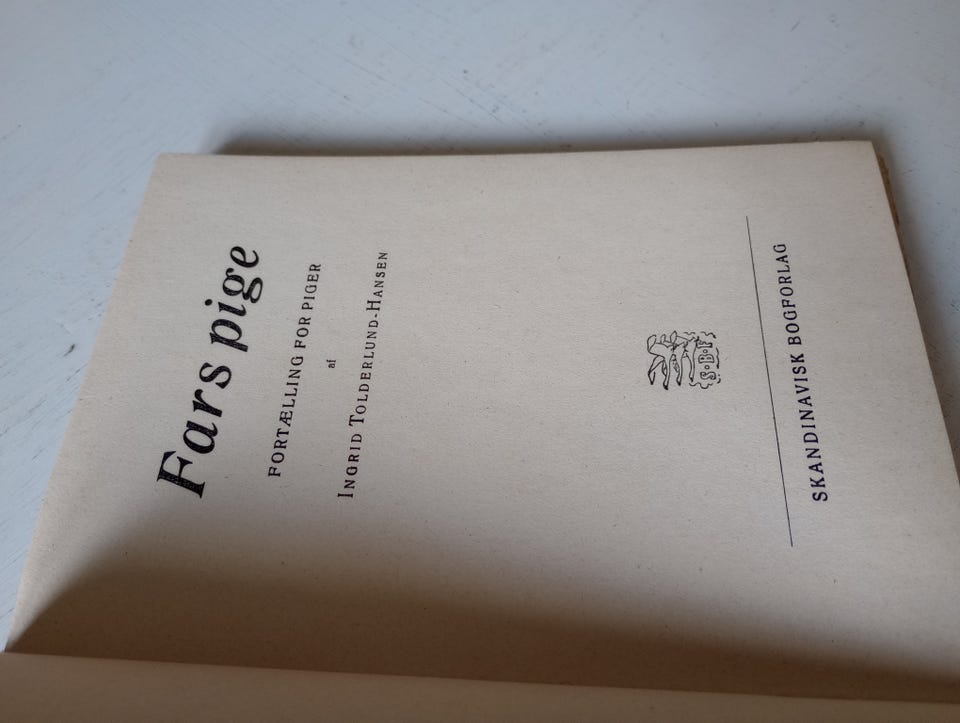 Fars pige
FORTÆLLING FOR PIGER
af
INGRID TOLDERLUND-HANSEN
S·B·F
SKANDINAVISK BOGFORLAG